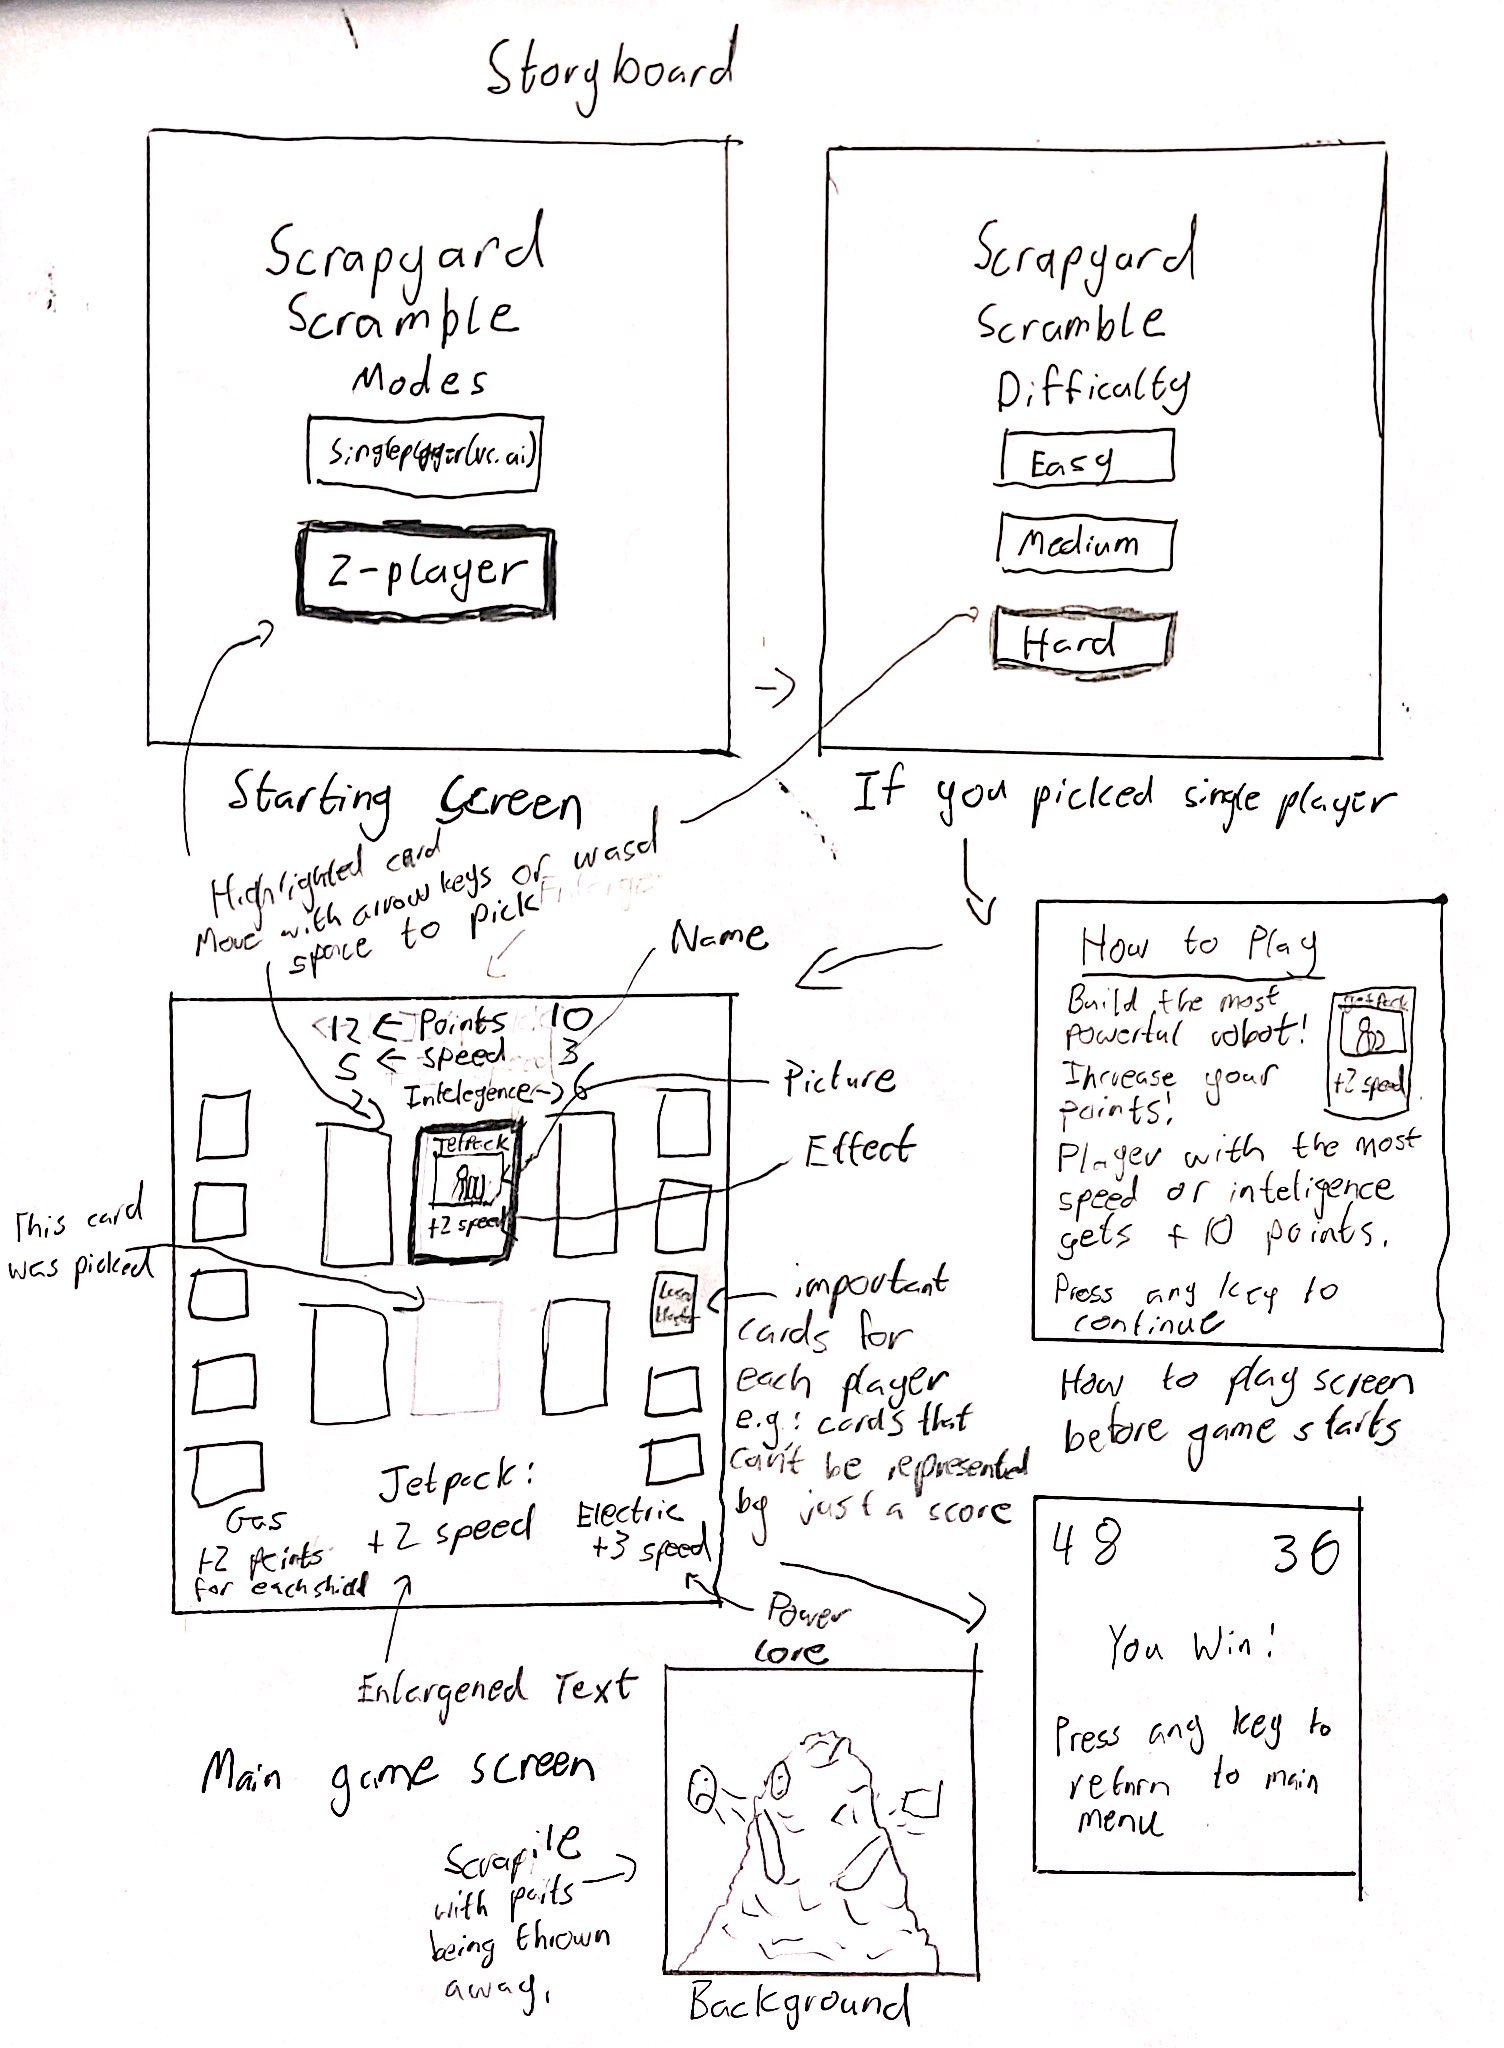 Storyboard
Scrapyard
Scramble
Modes
Singleplayer(vs.ai)
2-player
Starting Screen
Scrapyard
Scramble
Difficulty
Easy
Medium
Hard
If you picked single player
Highlighted card
Move with arrow keys or wasd
space to pick
Name
Picture
Effect
This card
was picked
12 ← Points 10
5 ← speed 3
2 Intelegence → 6
Jetpack
+2 speed
Laser
blaster
important
cards for
each player
e.g.: cards that
can't be represented
by just a score
Jetpack:
+2 speed
Gas
+2 points
for each shield
Electric
+3 speed
Power
core
Enlargened Text
Main game screen
How to Play
Build the most
powerful robot!
Increase your
points!
Jetpack
+2 speed
Player with the most
speed or inteligence
gets + 10 points.
Press any key to
continue
How to play screen
before game starts
48 36
You Win!
Press any key to
return to main
menu
Scrapile
with parts
being thrown
away.
Background